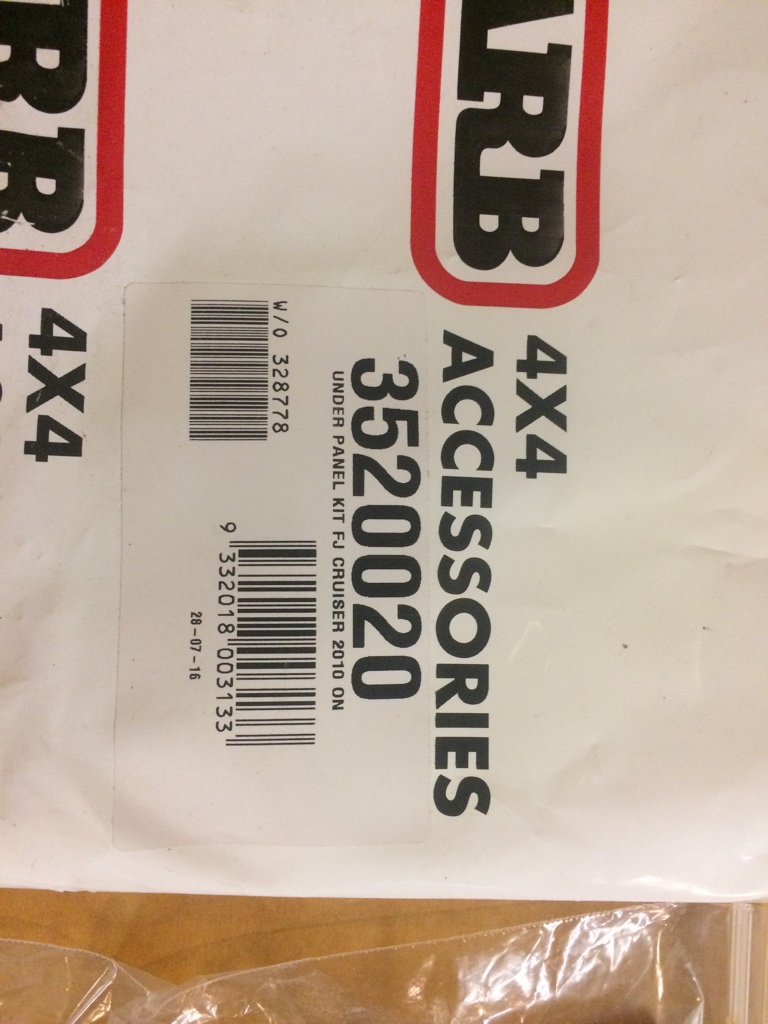 ARB
4X4
ACCESSORIES
3520020
UNDER PANEL KIT FJ CRUISER 2010 ON
W/O 328778
9 332018 003133
28-07-16
4X4